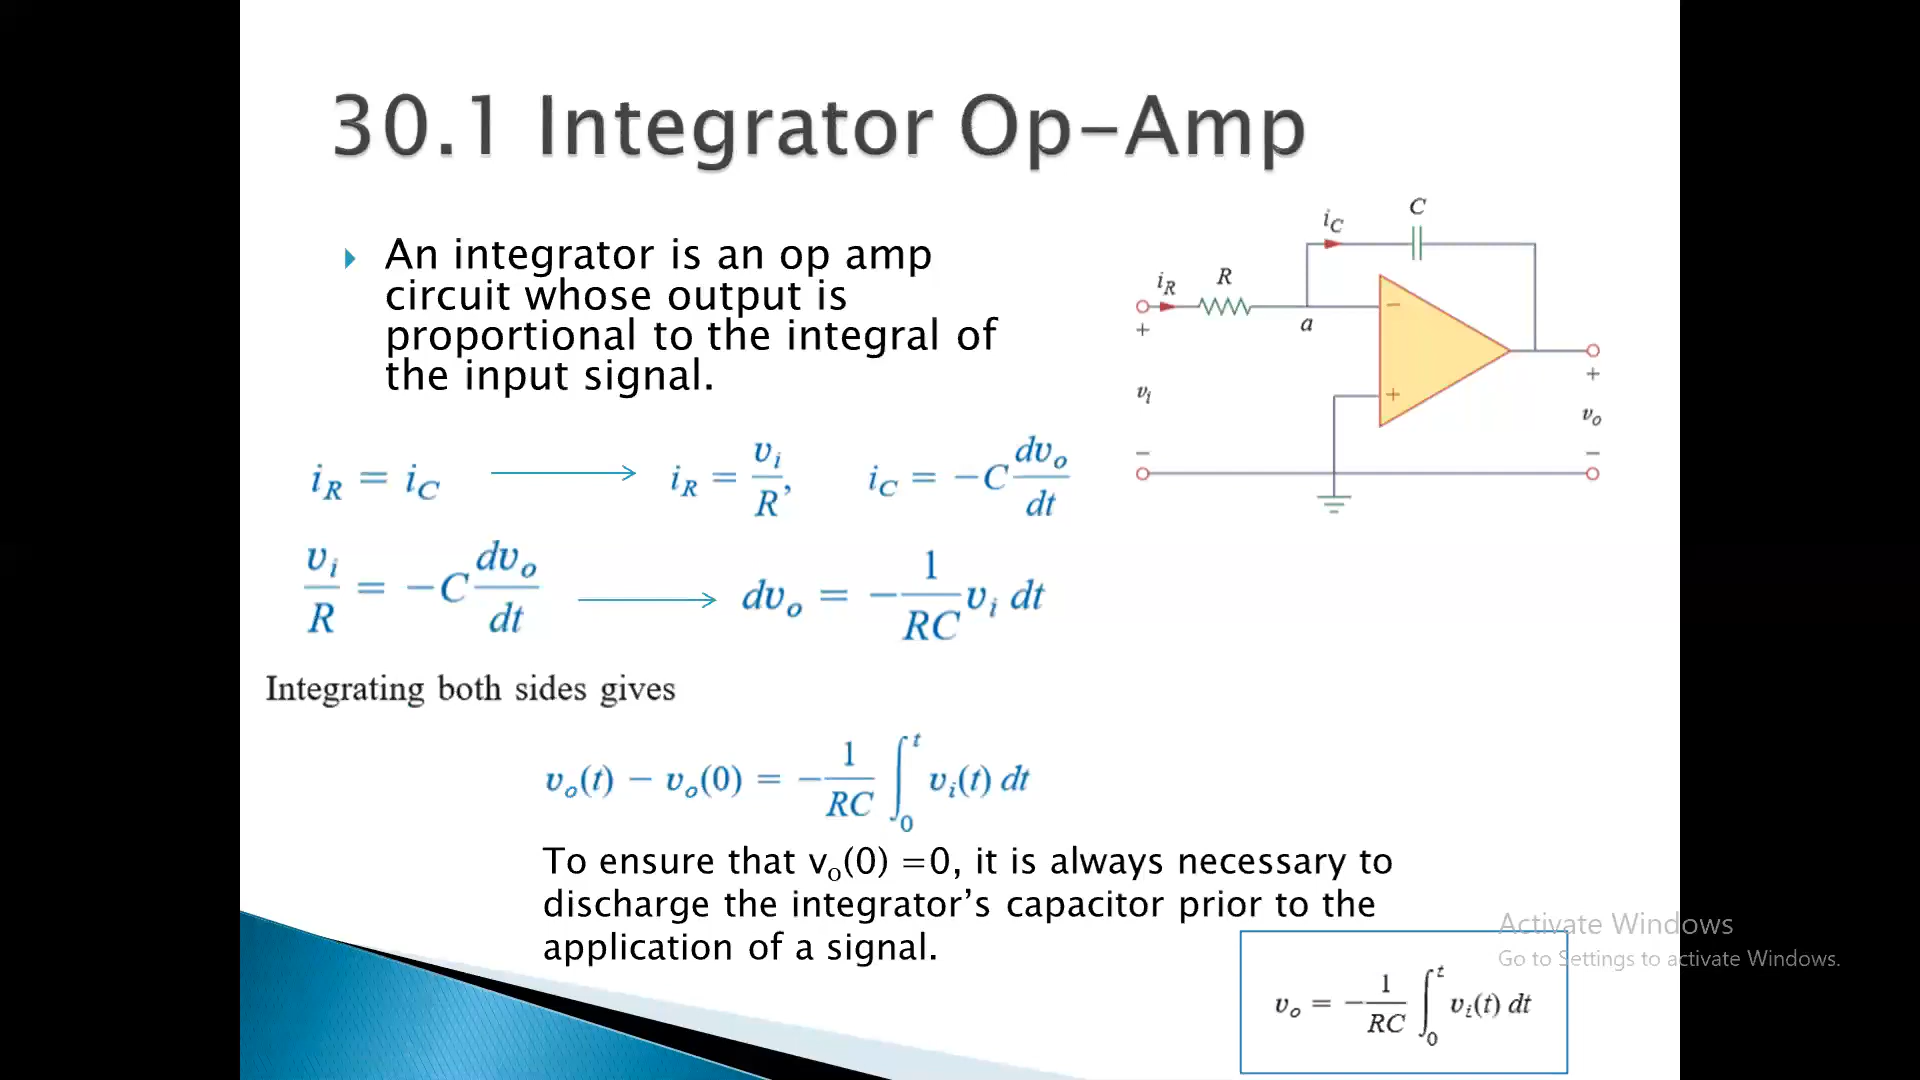 30.1 Integrator Op-Amp
An integrator is an op amp
circuit whose output is
proportional to the integral of
the input signal.
i_C C
i_R R
a
−
+
+
+
v_i
v_o
−
−
i_R = i_C → i_R = v_i/R, i_C = −C dv_o/dt
v_i/R = −C dv_o/dt → dv_o = −1/RC v_i dt
Integrating both sides gives
v_o(t) − v_o(0) = −1/RC ∫_0^t v_i(t) dt
To ensure that v_o(0) =0, it is always necessary to
discharge the integrator’s capacitor prior to the
application of a signal.
Activate Windows
Go to Settings to activate Windows.
v_o = −1/RC ∫_0^t v_i(t) dt